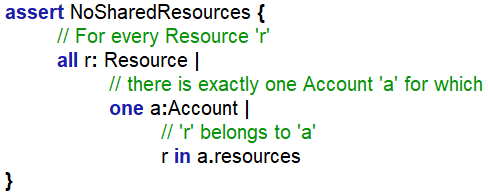 assert NoSharedResources {
// For every Resource 'r'
all r: Resource |
// there is exactly one Account 'a' for which
one a:Account |
// 'r' belongs to 'a'
r in a.resources
}